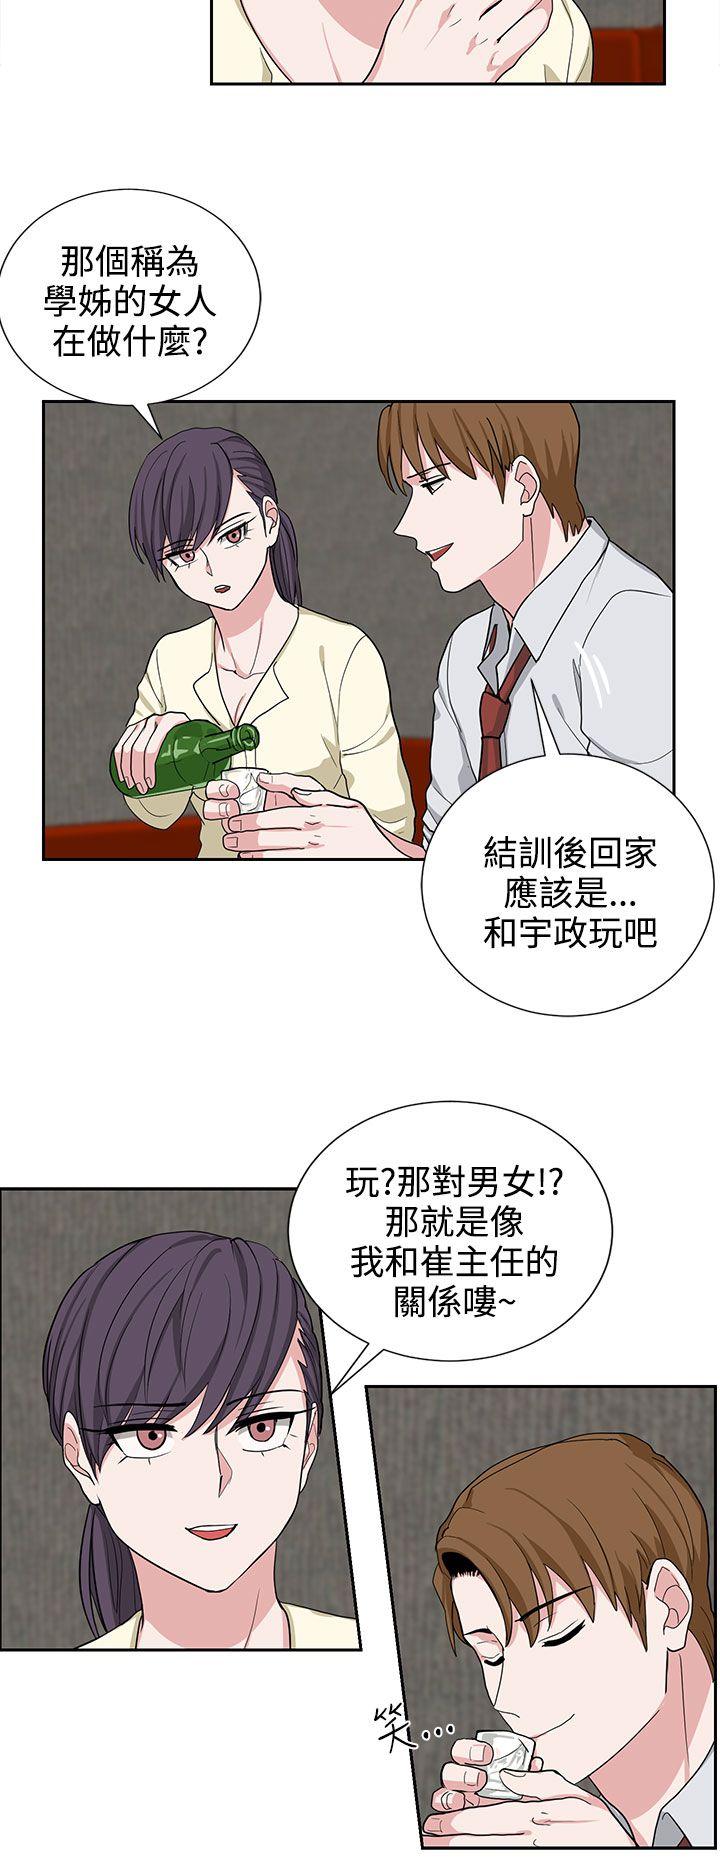 那個稱為
學姊的女人
在做什麼?
結訓後回家
應該是...
和宇政玩吧
玩?那對男女!?
那就是像
我和崔主任的
關係嘍~
笑...